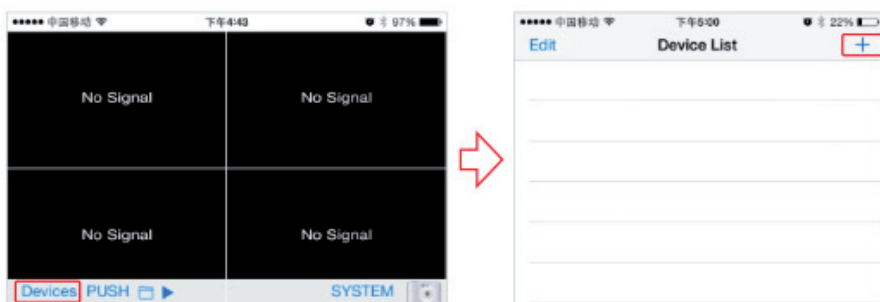 中国移动 下午4:43 97%
No Signal No Signal
No Signal No Signal
Devices PUSH SYSTEM
中国移动 下午5:00 22%
Edit Device List +